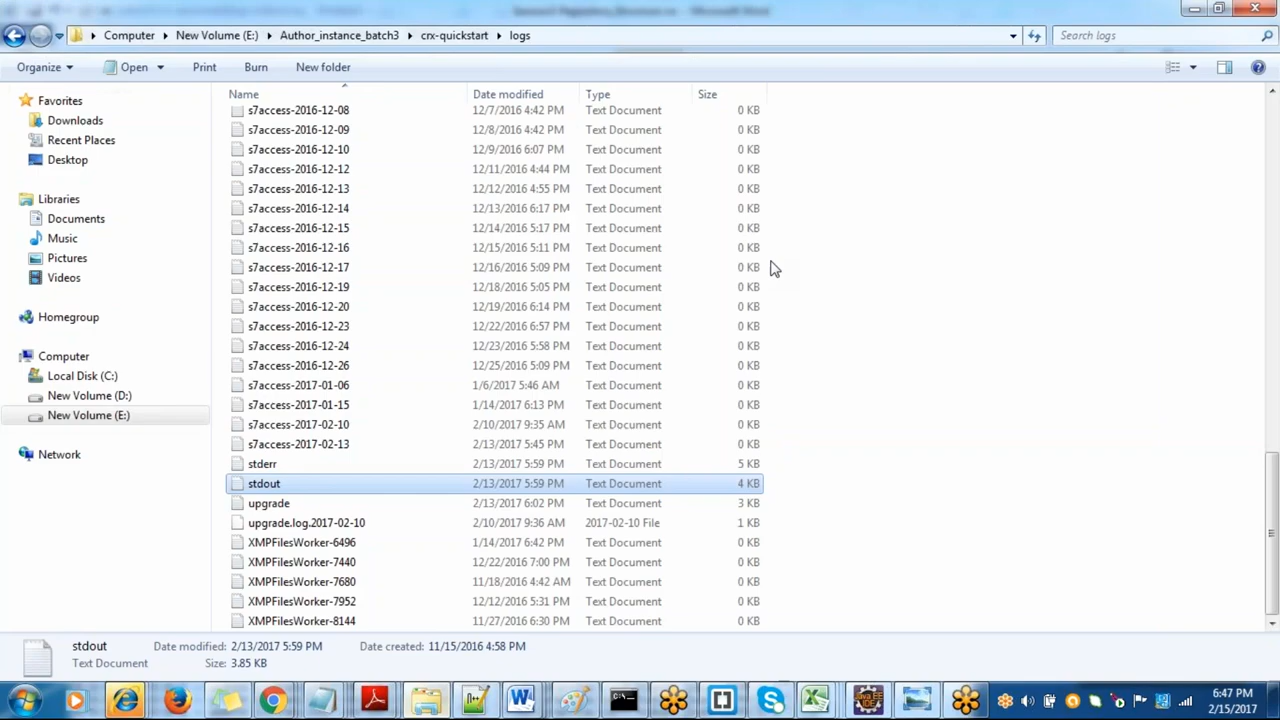 Computer New Volume (E:) Author_instance_batch3 crx-quickstart logs Search logs
Organize Open Print Burn New folder
Name Date modified Type Size
Favorites
Downloads
Recent Places
Desktop
Libraries
Documents
Music
Pictures
Videos
Homegroup
Computer
Local Disk (C:)
New Volume (D:)
New Volume (E:)
Network
s7access-2016-12-08 12/7/2016 4:42 PM Text Document 0 KB
s7access-2016-12-09 12/8/2016 4:42 PM Text Document 0 KB
s7access-2016-12-10 12/9/2016 6:07 PM Text Document 0 KB
s7access-2016-12-12 12/11/2016 4:44 PM Text Document 0 KB
s7access-2016-12-13 12/12/2016 4:55 PM Text Document 0 KB
s7access-2016-12-14 12/13/2016 6:17 PM Text Document 0 KB
s7access-2016-12-15 12/14/2016 5:17 PM Text Document 0 KB
s7access-2016-12-16 12/15/2016 5:11 PM Text Document 0 KB
s7access-2016-12-17 12/16/2016 5:09 PM Text Document 0 KB
s7access-2016-12-19 12/18/2016 5:05 PM Text Document 0 KB
s7access-2016-12-20 12/19/2016 6:14 PM Text Document 0 KB
s7access-2016-12-23 12/22/2016 6:57 PM Text Document 0 KB
s7access-2016-12-24 12/23/2016 5:58 PM Text Document 0 KB
s7access-2016-12-26 12/25/2016 5:09 PM Text Document 0 KB
s7access-2017-01-06 1/6/2017 5:46 AM Text Document 0 KB
s7access-2017-01-15 1/14/2017 6:13 PM Text Document 0 KB
s7access-2017-02-10 2/10/2017 9:35 AM Text Document 0 KB
s7access-2017-02-13 2/13/2017 5:45 PM Text Document 0 KB
stderr 2/13/2017 5:59 PM Text Document 5 KB
stdout 2/13/2017 5:59 PM Text Document 4 KB
upgrade 2/13/2017 6:02 PM Text Document 3 KB
upgrade.log.2017-02-10 2/10/2017 9:36 AM 2017-02-10 File 1 KB
XMPFilesWorker-6496 1/14/2017 6:42 PM Text Document 0 KB
XMPFilesWorker-7440 12/22/2016 7:00 PM Text Document 0 KB
XMPFilesWorker-7680 11/18/2016 4:42 AM Text Document 0 KB
XMPFilesWorker-7952 12/12/2016 5:31 PM Text Document 0 KB
XMPFilesWorker-8144 11/27/2016 6:30 PM Text Document 0 KB
stdout Date modified: 2/13/2017 5:59 PM Date created: 11/15/2016 4:58 PM
Text Document Size: 3.85 KB
6:47 PM
2/15/2017